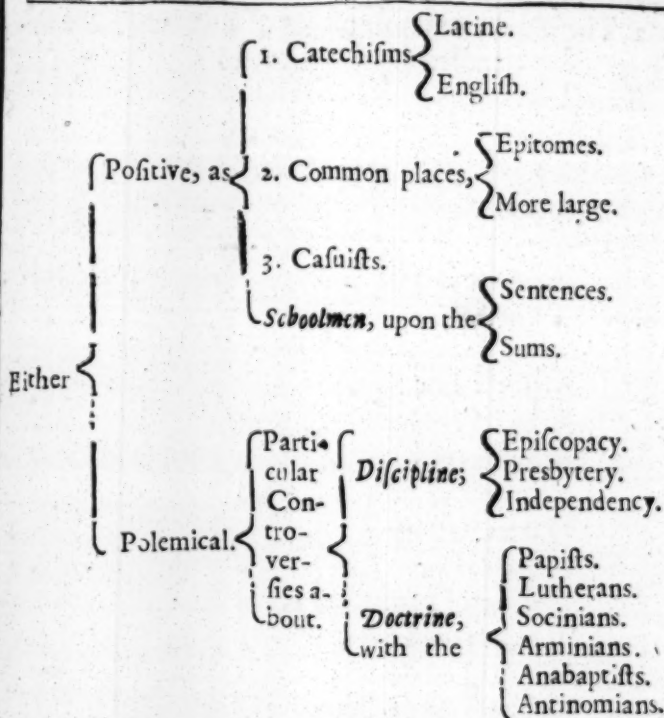 Either
Poſitive, as
1. Catechiſms
Latine.
Engliſh.
2. Common places,
Epitomes.
More large.
3. Caſuiſts.
Schoolmen, upon the
Sentences.
Sums.
Polemical.
Parti-
cular
Con-
tro-
ver-
ſies a-
bout.
Diſcipline;
Epiſcopacy.
Presbytery.
Independency.
Doctrine,
with the
Papiſts.
Lutherans.
Socinians.
Arminians.
Anabaptiſts.
Antinomians.